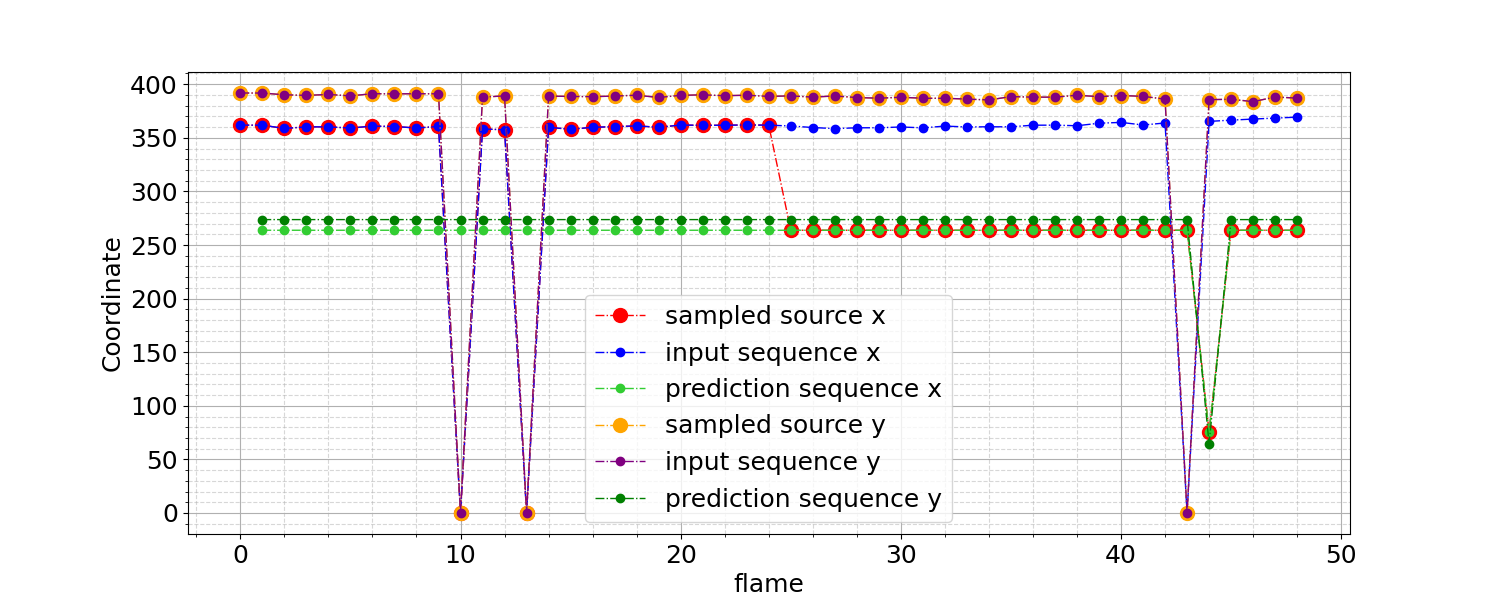 400
350
300
250
200
150
100
50
0
Coordinate
sampled source x
input sequence x
prediction sequence x
sampled source y
input sequence y
prediction sequence y
0 10 20 30 40 50
flame